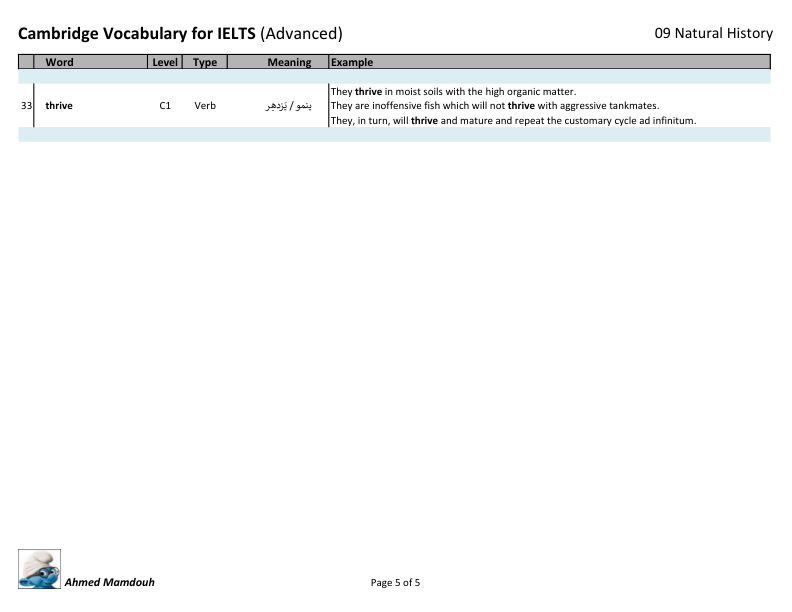 Cambridge Vocabulary for IELTS (Advanced) 09 Natural History
Word Level Type Meaning Example
They thrive in moist soils with the high organic matter.
33 thrive C1 Verb ينمو / يَزدهِر They are inoffensive fish which will not thrive with aggressive tankmates.
They, in turn, will thrive and mature and repeat the customary cycle ad infinitum.
Ahmed Mamdouh Page 5 of 5